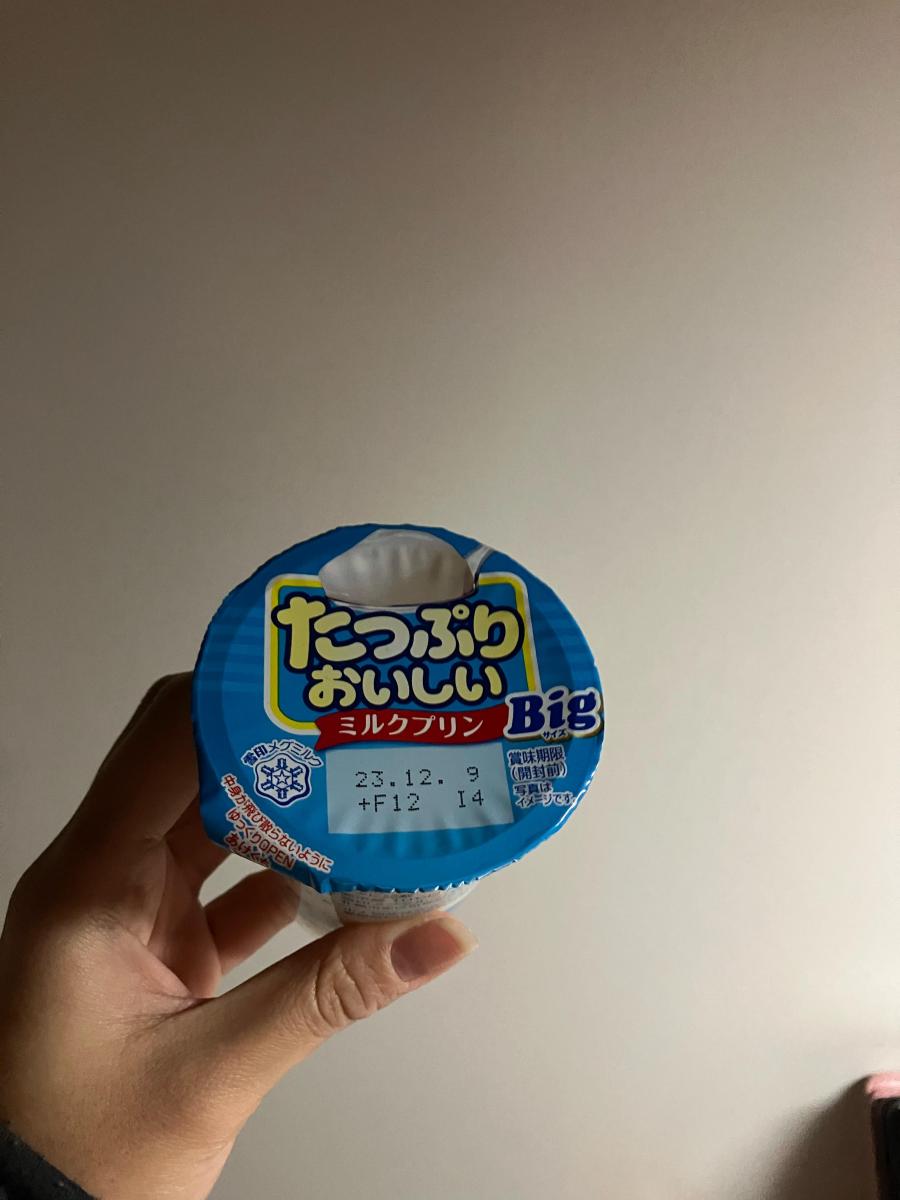 たっぷり
おいしい
ミルクプリン
Big
サイズ
雪印メグミルク
23.12. 9
+F12 I4
賞味期限
(開封前)
写真は
イメージです。
中身が飛び散らないように
ゆっくりOPEN